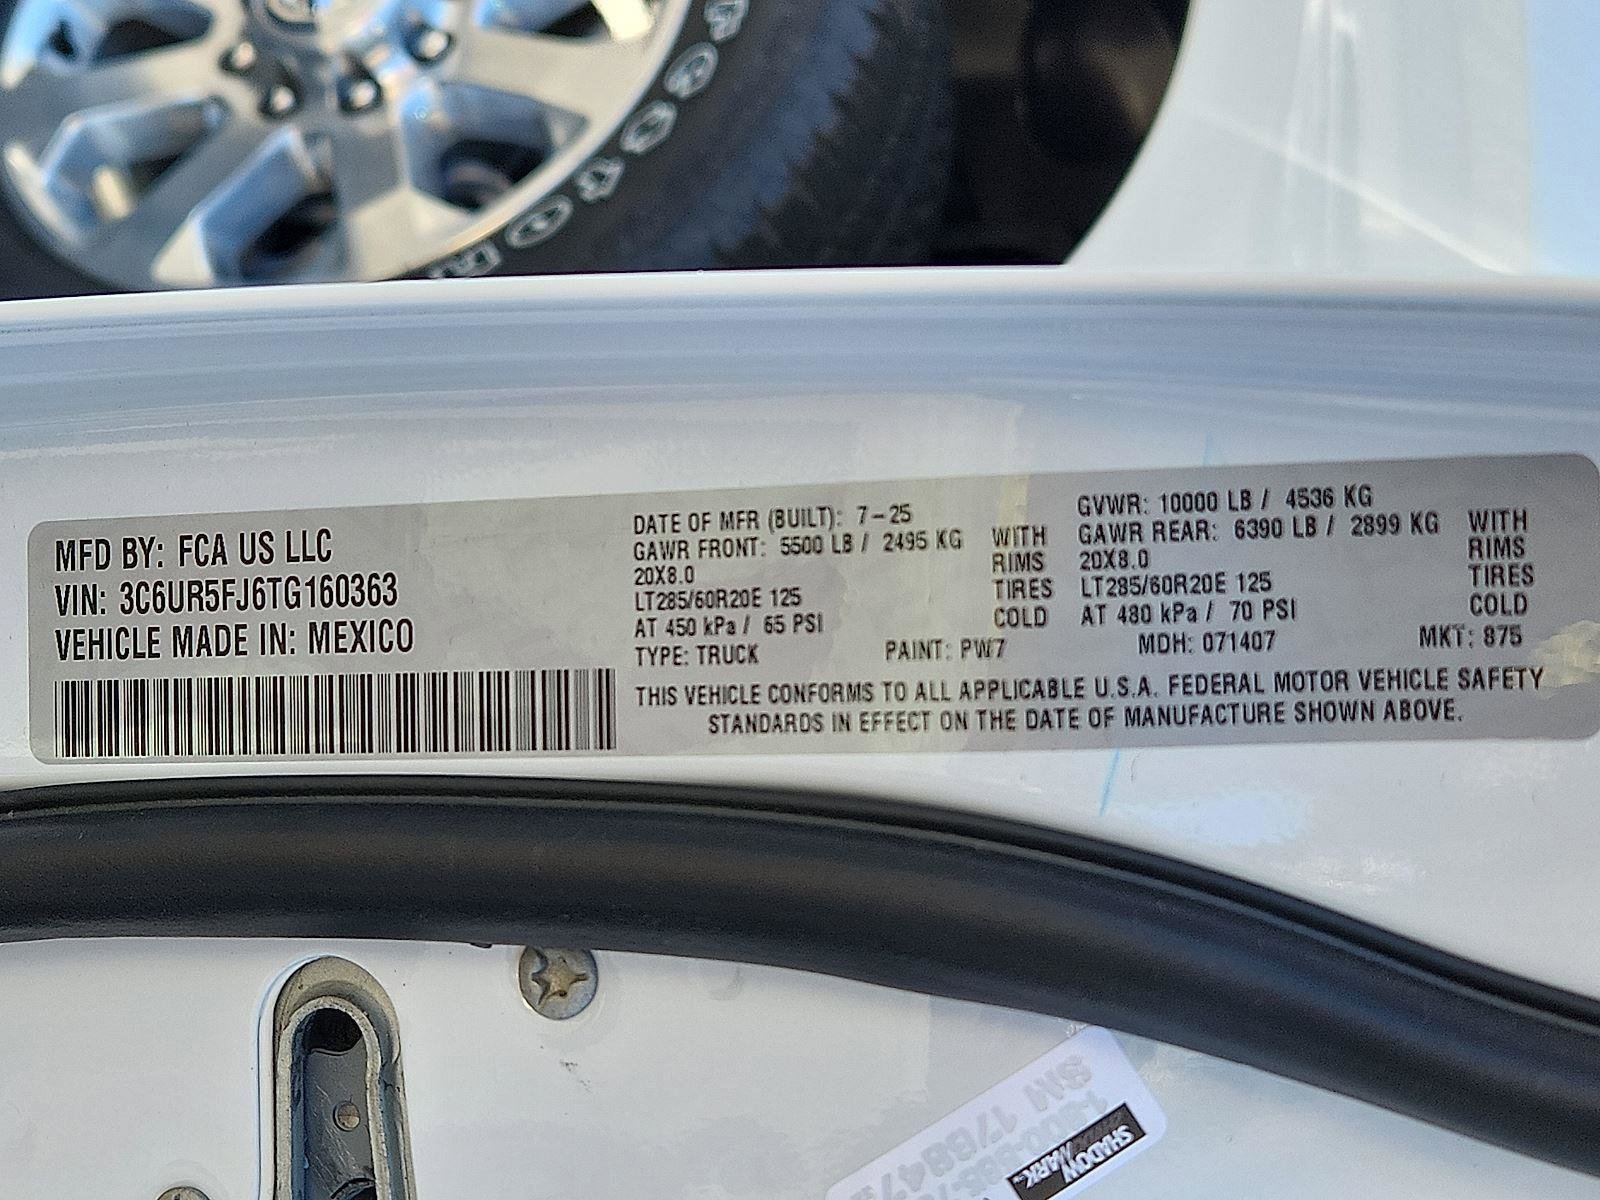 MFD BY: FCA US LLC
VIN: 3C6UR5FJ6TG160363
VEHICLE MADE IN: MEXICO
DATE OF MFR (BUILT): 7-25
GAWR FRONT: 5500 LB / 2495 KG WITH
20X8.0 RIMS
LT285/60R20E 125 TIRES
AT 450 kPa / 65 PSI COLD
GVWR: 10000 LB / 4536 KG
GAWR REAR: 6390 LB / 2899 KG WITH
20X8.0 RIMS
LT285/60R20E 125 TIRES
AT 480 kPa / 70 PSI COLD
TYPE: TRUCK PAINT: PW7 MDH: 071407 MKT: 875
THIS VEHICLE CONFORMS TO ALL APPLICABLE U.S.A. FEDERAL MOTOR VEHICLE SAFETY
STANDARDS IN EFFECT ON THE DATE OF MANUFACTURE SHOWN ABOVE.
SHADOW
MARK